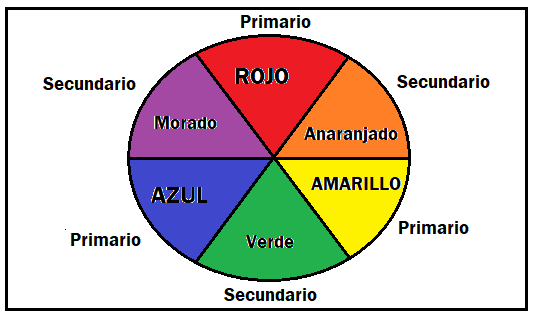 Primario
ROJO
Secundario
Secundario
Morado
Anaranjado
AZUL
AMARILLO
Primario
Verde
Primario
Secundario